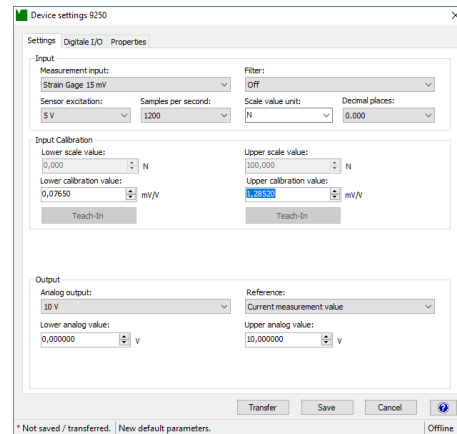 Device settings 9250
Settings Digitale I/O Properties
Input
Measurement input: Filter:
Strain Gage 15 mV Off
Sensor excitation: Samples per second: Scale value unit: Decimal places:
5 V 1200 N 0.000
Input Calibration
Lower scale value: Upper scale value:
0,000 N 100,000 N
Lower calibration value: Upper calibration value:
0,07650 mV/V 1,28520 mV/V
Teach-In Teach-In
Output
Analog output: Reference:
10 V Current measurement value
Lower analog value: Upper analog value:
0,000000 V 10,000000 V
Transfer Save Cancel
* Not saved / transferred. New default parameters. Offline